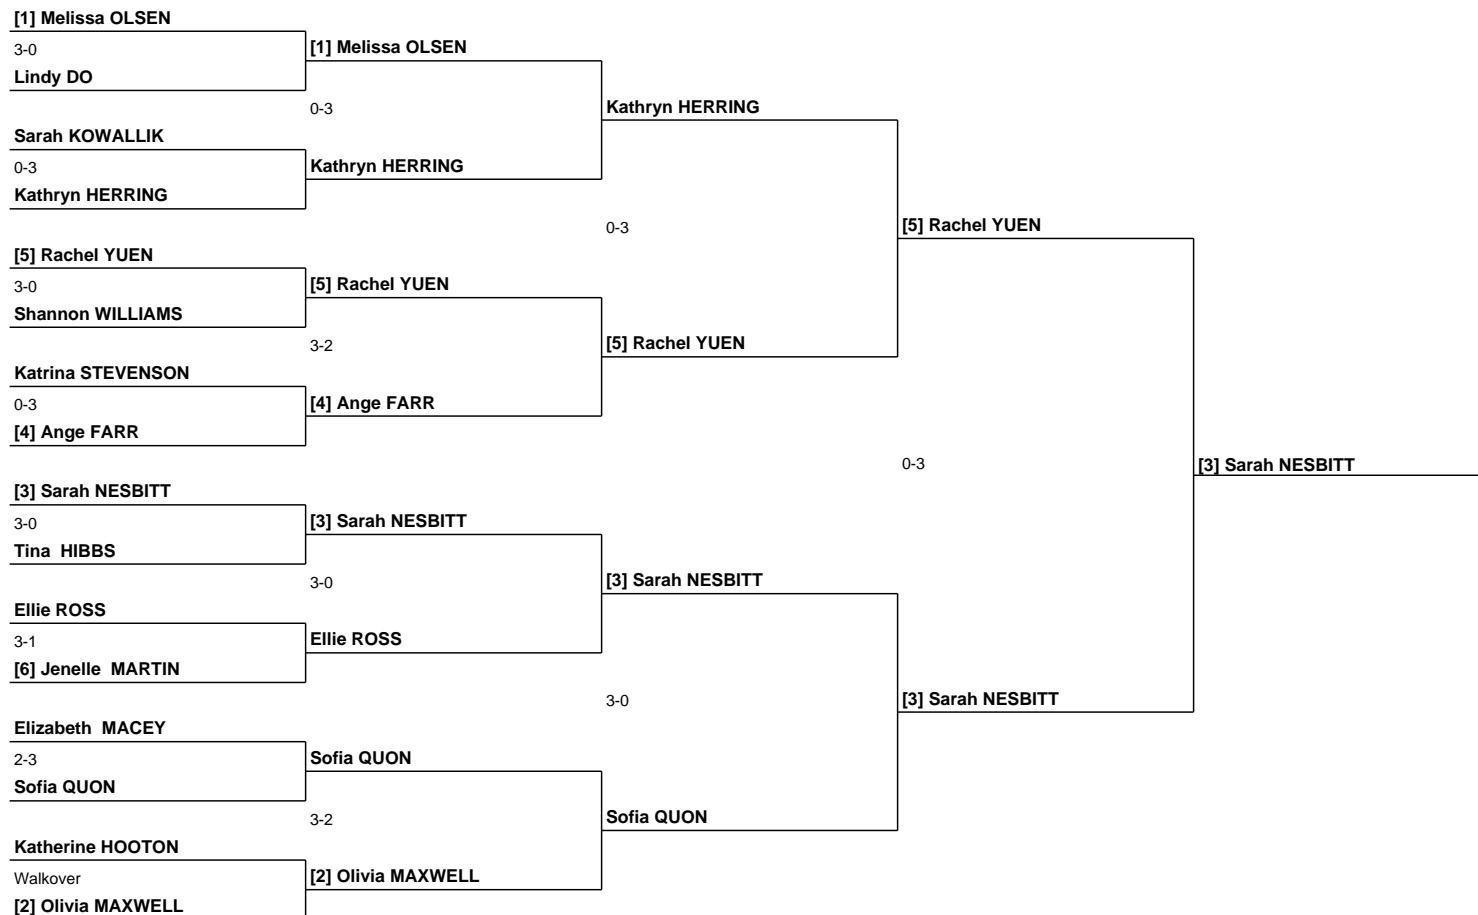 [1] Melissa OLSEN
3-0
[1] Melissa OLSEN
Lindy DO
0-3
Kathryn HERRING
Sarah KOWALLIK
0-3
Kathryn HERRING
Kathryn HERRING
0-3
[5] Rachel YUEN
[5] Rachel YUEN
3-0
[5] Rachel YUEN
Shannon WILLIAMS
3-2
[5] Rachel YUEN
Katrina STEVENSON
0-3
[4] Ange FARR
[4] Ange FARR
0-3
[3] Sarah NESBITT
[3] Sarah NESBITT
3-0
[3] Sarah NESBITT
Tina  HIBBS
3-0
[3] Sarah NESBITT
Ellie ROSS
3-1
Ellie ROSS
[6] Jenelle  MARTIN
3-0
[3] Sarah NESBITT
Elizabeth  MACEY
2-3
Sofia QUON
Sofia QUON
3-2
Sofia QUON
Katherine HOOTON
Walkover
[2] Olivia MAXWELL
[2] Olivia MAXWELL